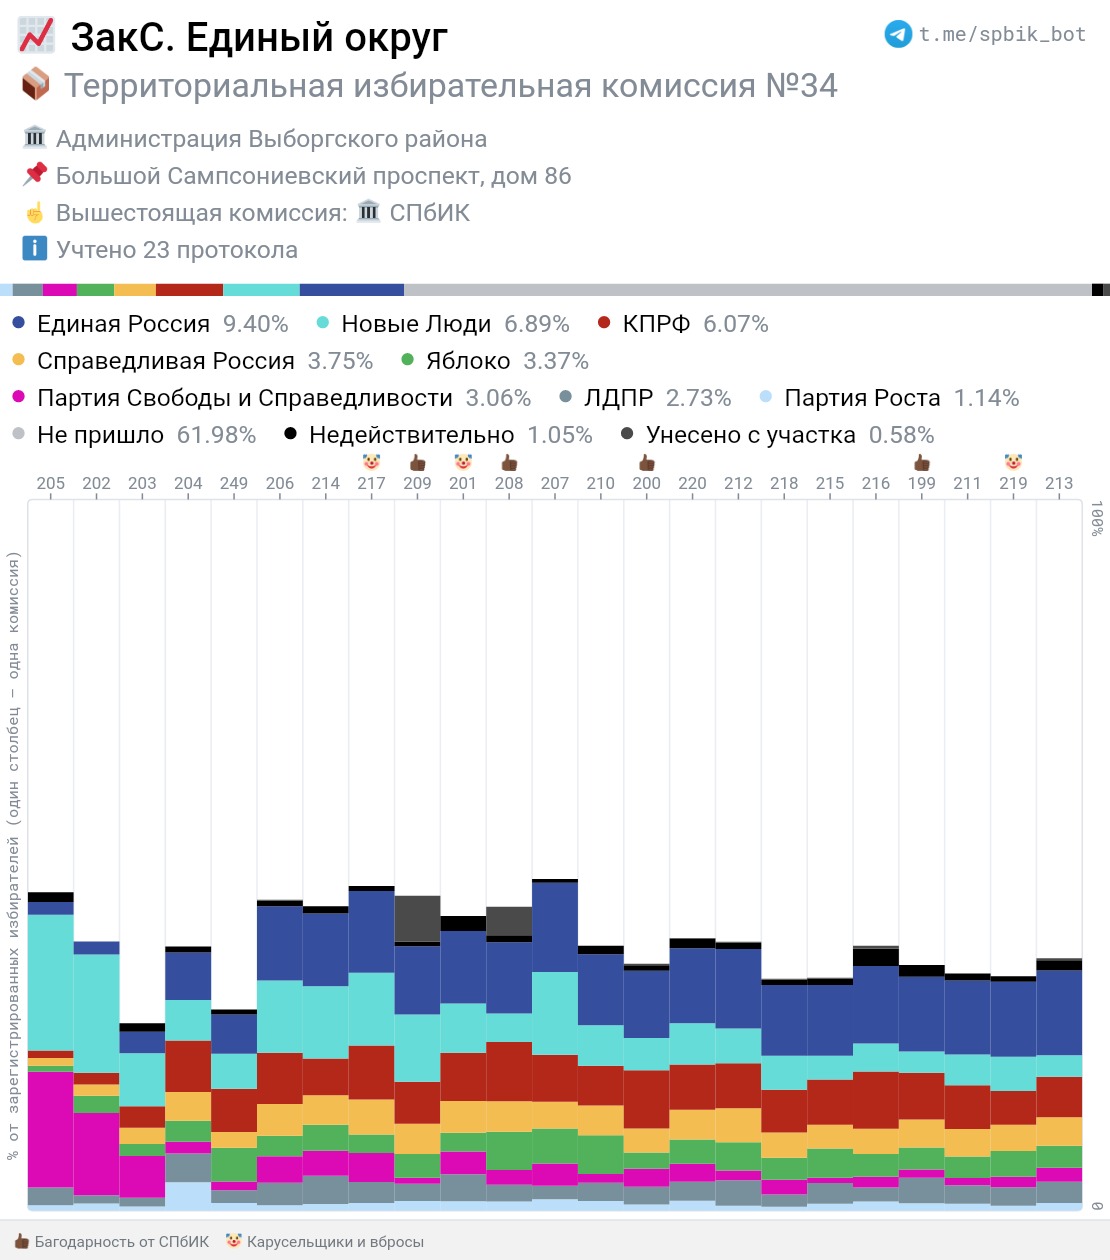 ЗакС. Единый округ
t.me/spbik_bot
Территориальная избирательная комиссия №34
Администрация Выборгского района
Большой Сампсониевский проспект, дом 86
Вышестоящая комиссия: СПбИК
Учтено 23 протокола
Единая Россия 9.40% Новые Люди 6.89% КПРФ 6.07%
Справедливая Россия 3.75% Яблоко 3.37%
Партия Свободы и Справедливости 3.06% ЛДПР 2.73% Партия Роста 1.14%
Не пришло 61.98% Недействительно 1.05% Унесено с участка 0.58%
205 202 203 204 249 206 214 217 209 201 208 207 210 200 220 212 218 215 216 199 211 219 213
100%
% от зарегистрированных избирателей (один столбец – одна комиссия)
0
Багодарность от СПбИК Карусельщики и вбросы